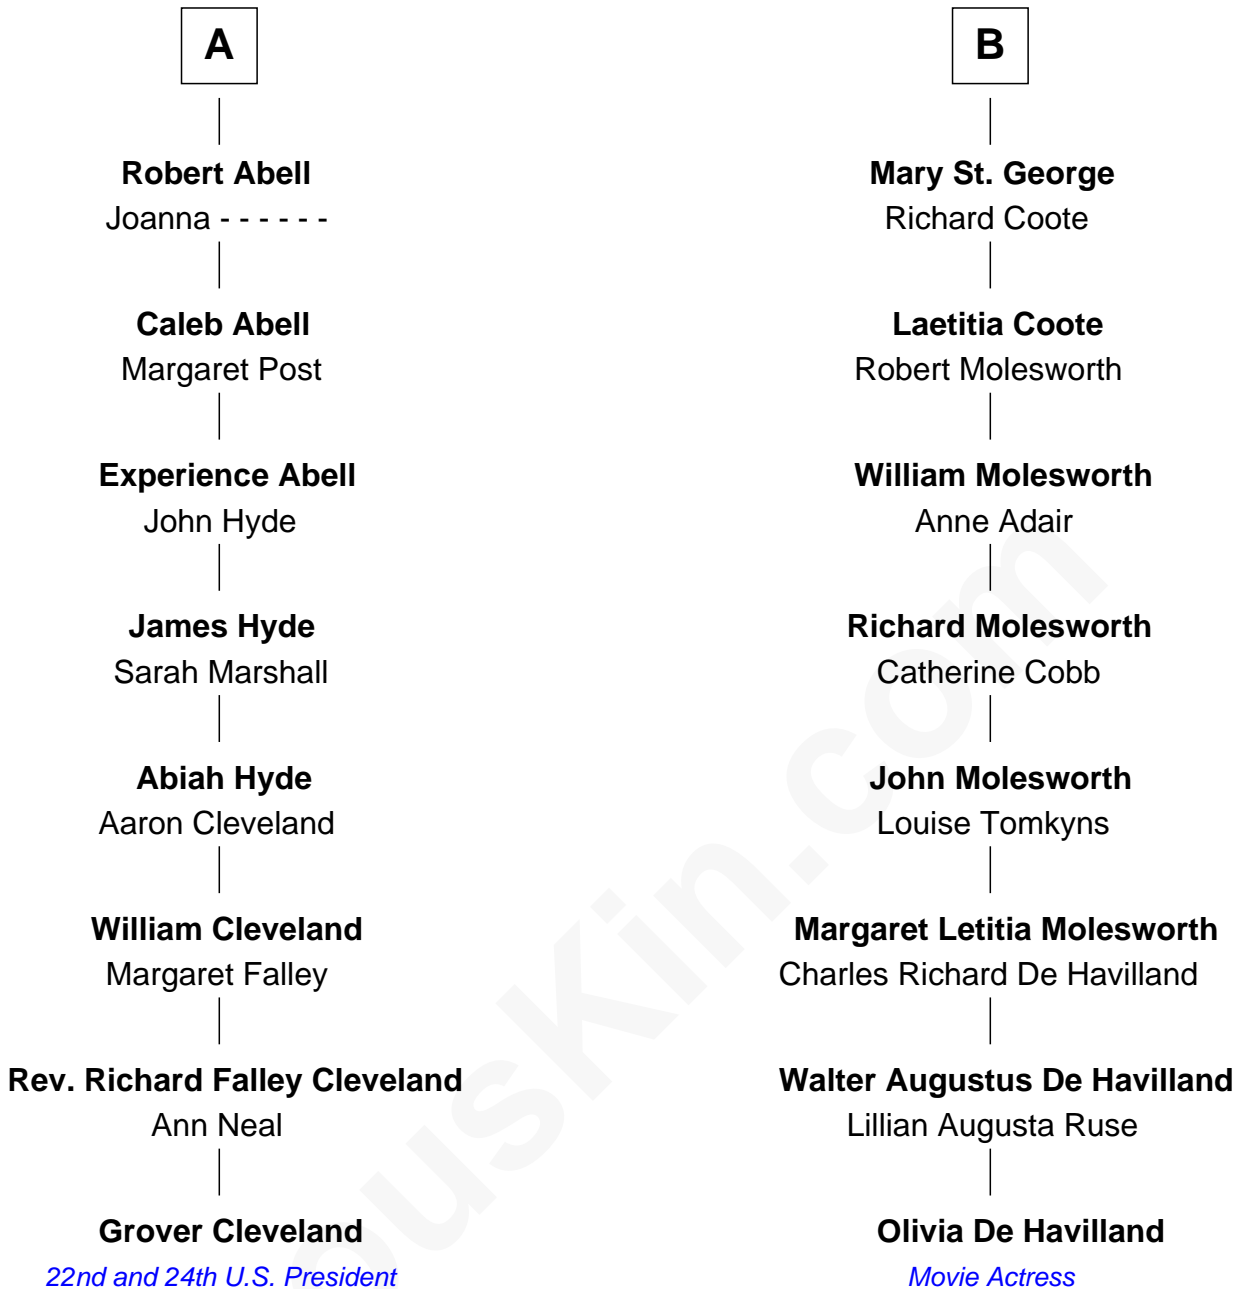 A
Robert Abell
Joanna - - - - - -
Caleb Abell
Margaret Post
Experience Abell
John Hyde
James Hyde
Sarah Marshall
Abiah Hyde
Aaron Cleveland
William Cleveland
Margaret Falley
Rev. Richard Falley Cleveland
Ann Neal
Grover Cleveland
22nd and 24th U.S. President
B
Mary St. George
Richard Coote
Laetitia Coote
Robert Molesworth
William Molesworth
Anne Adair
Richard Molesworth
Catherine Cobb
John Molesworth
Louise Tomkyns
Margaret Letitia Molesworth
Charles Richard De Havilland
Walter Augustus De Havilland
Lillian Augusta Ruse
Olivia De Havilland
Movie Actress
ousKin.com